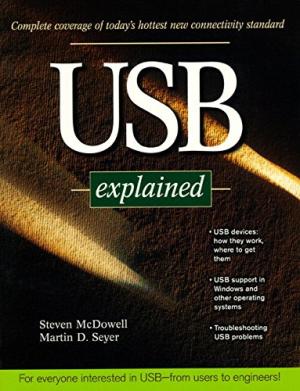 Complete coverage of today's hottest new connectivity standard
USB
explained
• USB devices:
how they work,
where to get
them
• USB support in
Windows and
other operating
systems
• Troubleshooting
USB problems
Steven McDowell
Martin D. Seyer
For everyone interested in USB—from users to engineers!